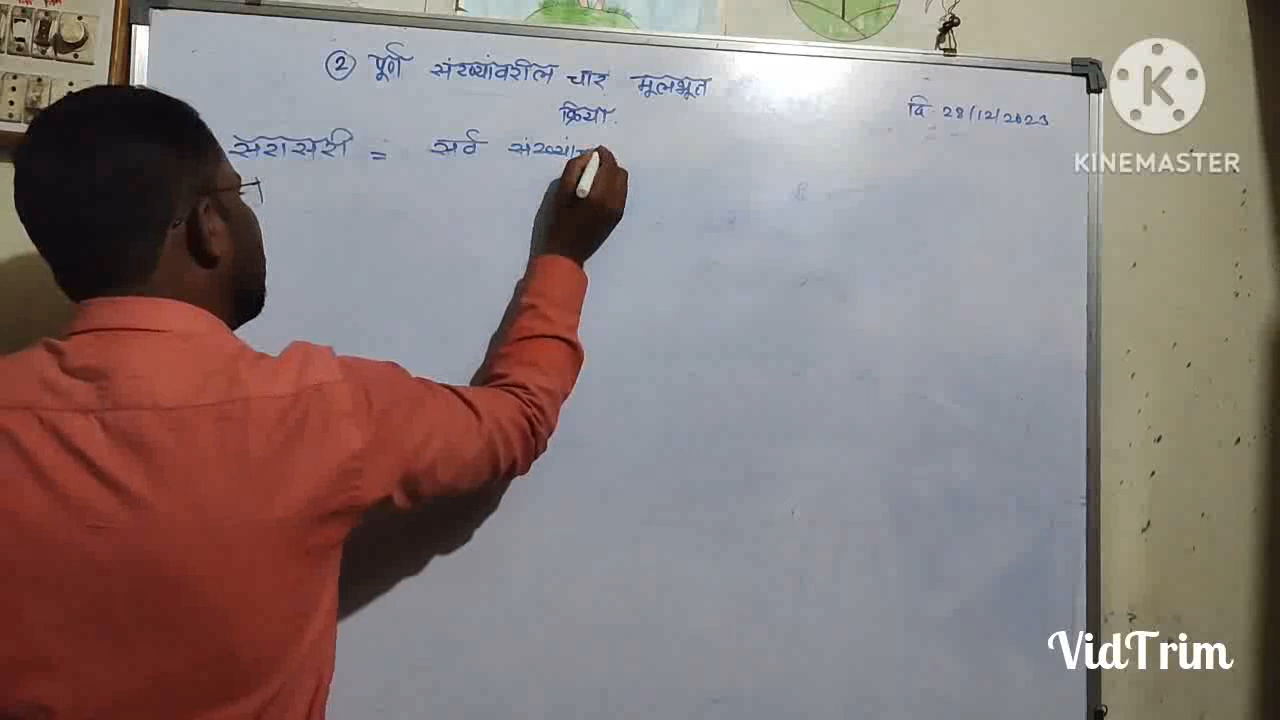 ② पूर्ण संख्यांवरील चार मूलभूत
क्रिया.
दि 28/12/2023
सरासरी = सर्व संख्यांच
KINEMASTER
VidTrim